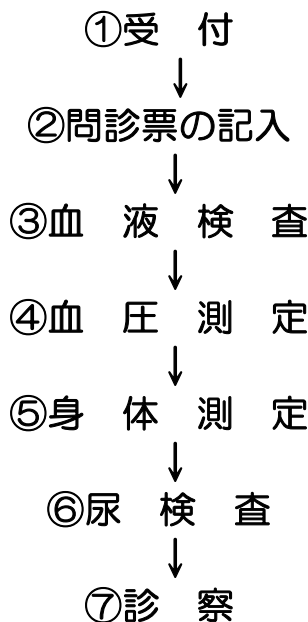 ①受　付
↓
②問診票の記入
↓
③血　液　検　査
↓
④血　圧　測　定
↓
⑤身　体　測　定
↓
⑥尿　検　査
↓
⑦診　察